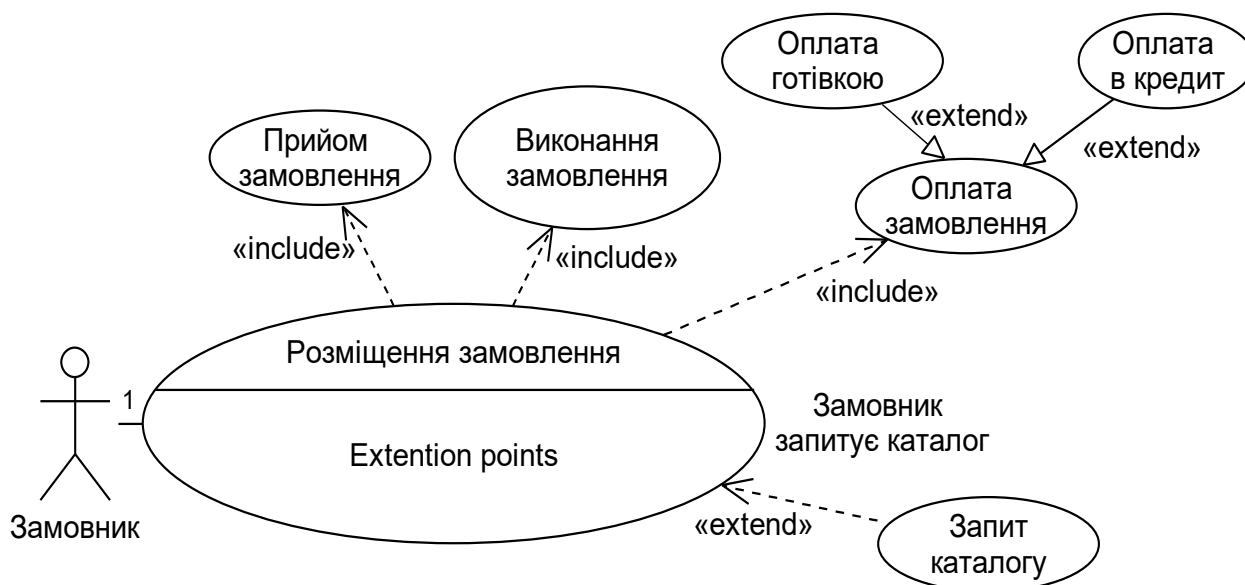 Оплата
готівкою
Оплата
в кредит
«extend»
«extend»
Прийом
замовлення
Виконання
замовлення
Оплата
замовлення
«include»
«include»
«include»
Розміщення замовлення
1
Extention points
Замовник
запитує каталог
Замовник
«extend»
Запит
каталогу